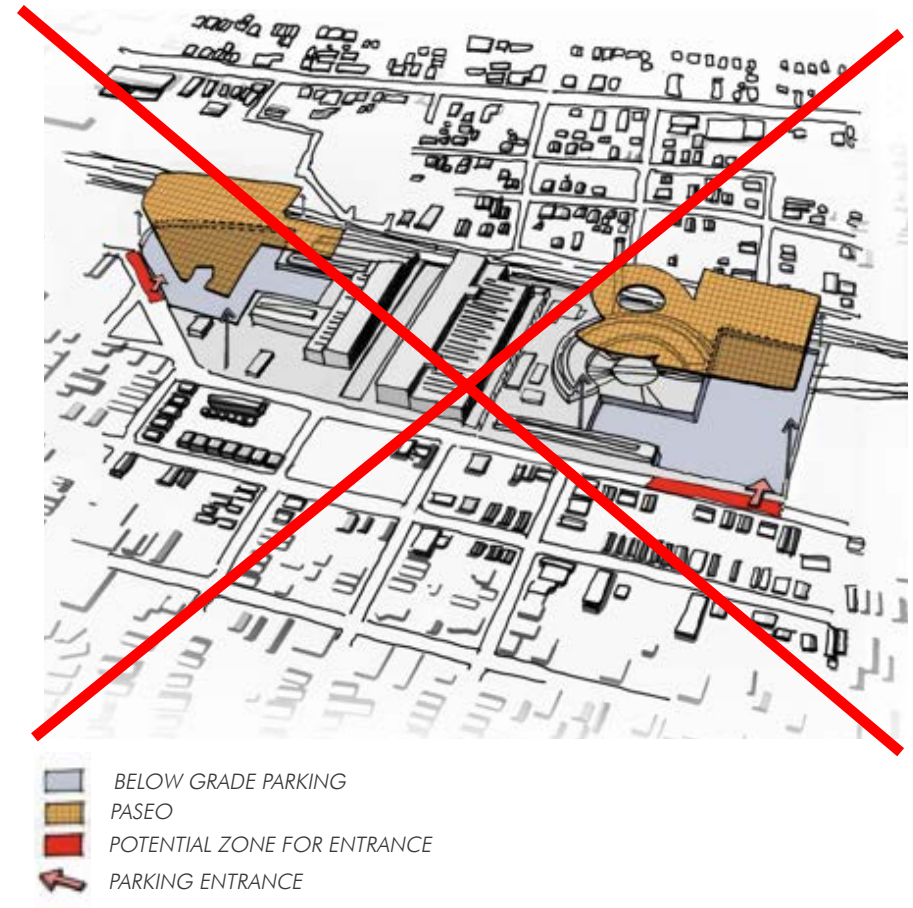 BELOW GRADE PARKING
PASEO
POTENTIAL ZONE FOR ENTRANCE
PARKING ENTRANCE